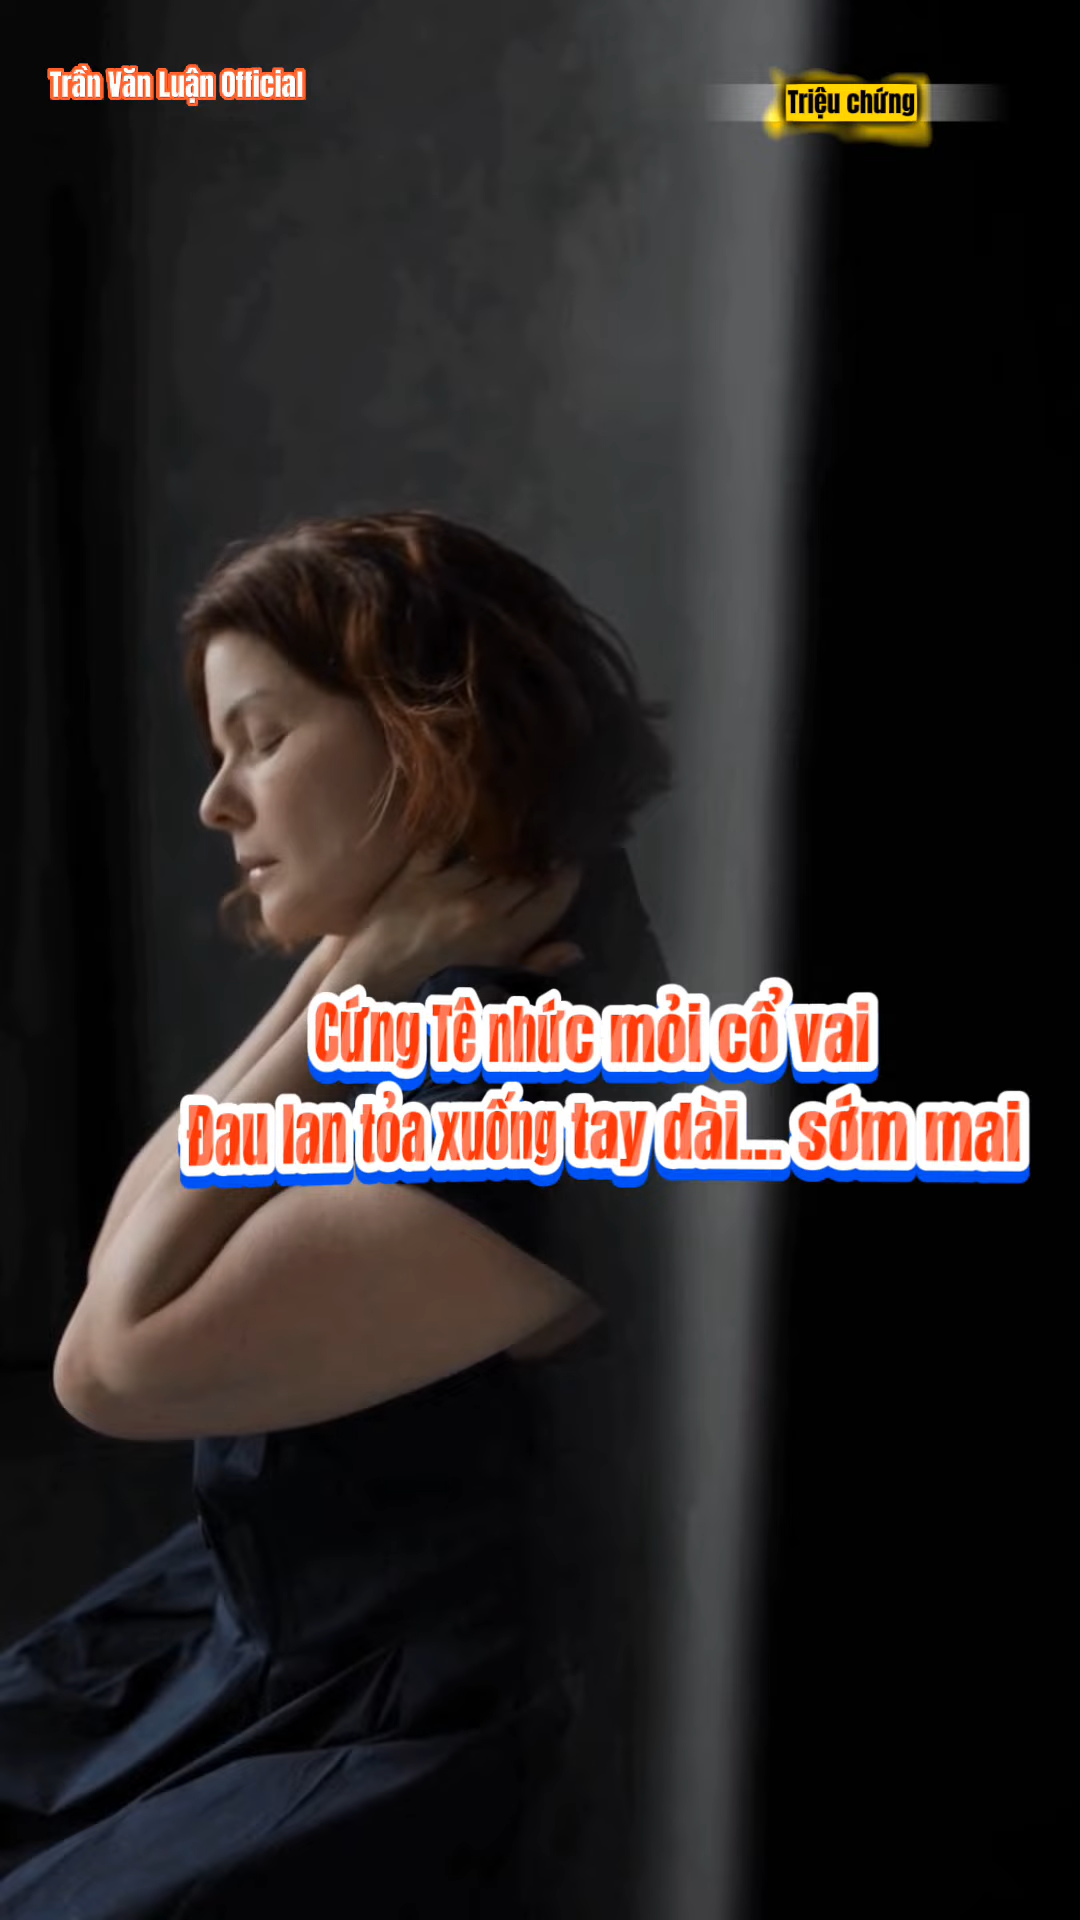 Trần Văn Luận Official
Triệu chứng
Cứng Tê nhức mỏi cổ vai
Đau lan tỏa xuống tay dài... sớm mai